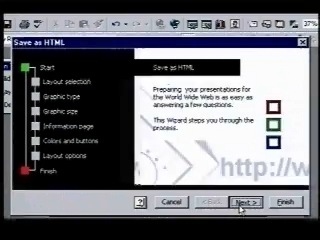 37%
Save as HTML
Start
Save as HTML
Layout selection
Graphic type
Preparing your presentations for
the World Wide Web is as easy as
answering a few questions.
Graphic size
Information page
This Wizard steps you through the
process.
Colors and buttons
Layout options
Finish
http://w
?
Cancel
< Back
Next >
Finish